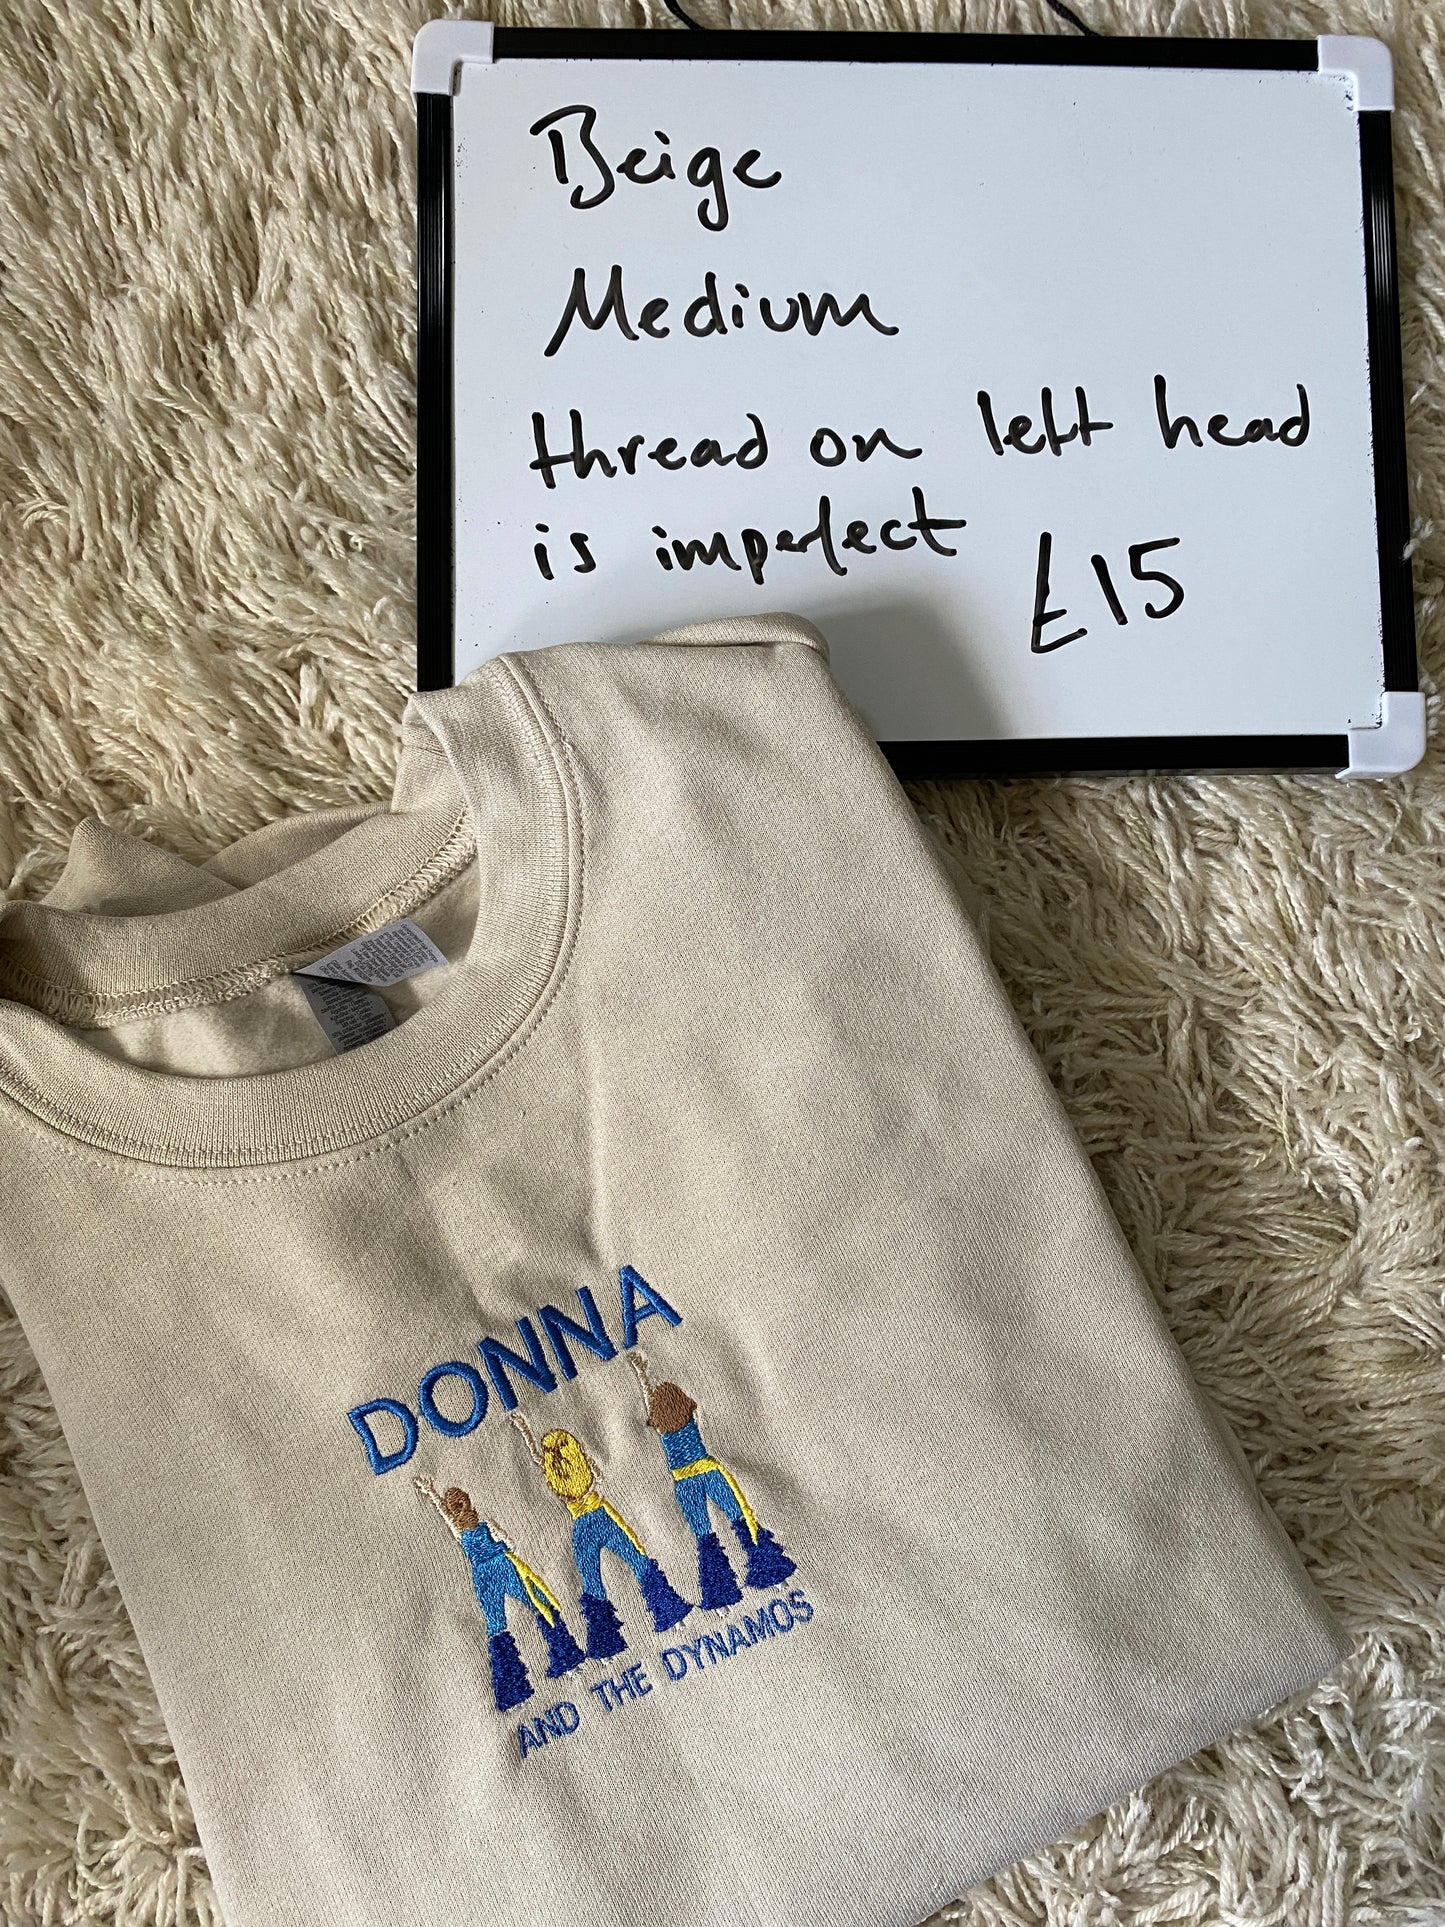 Beige
Medium
thread on left head
is imperfect £15
DONNA
AND THE DYNAMOS